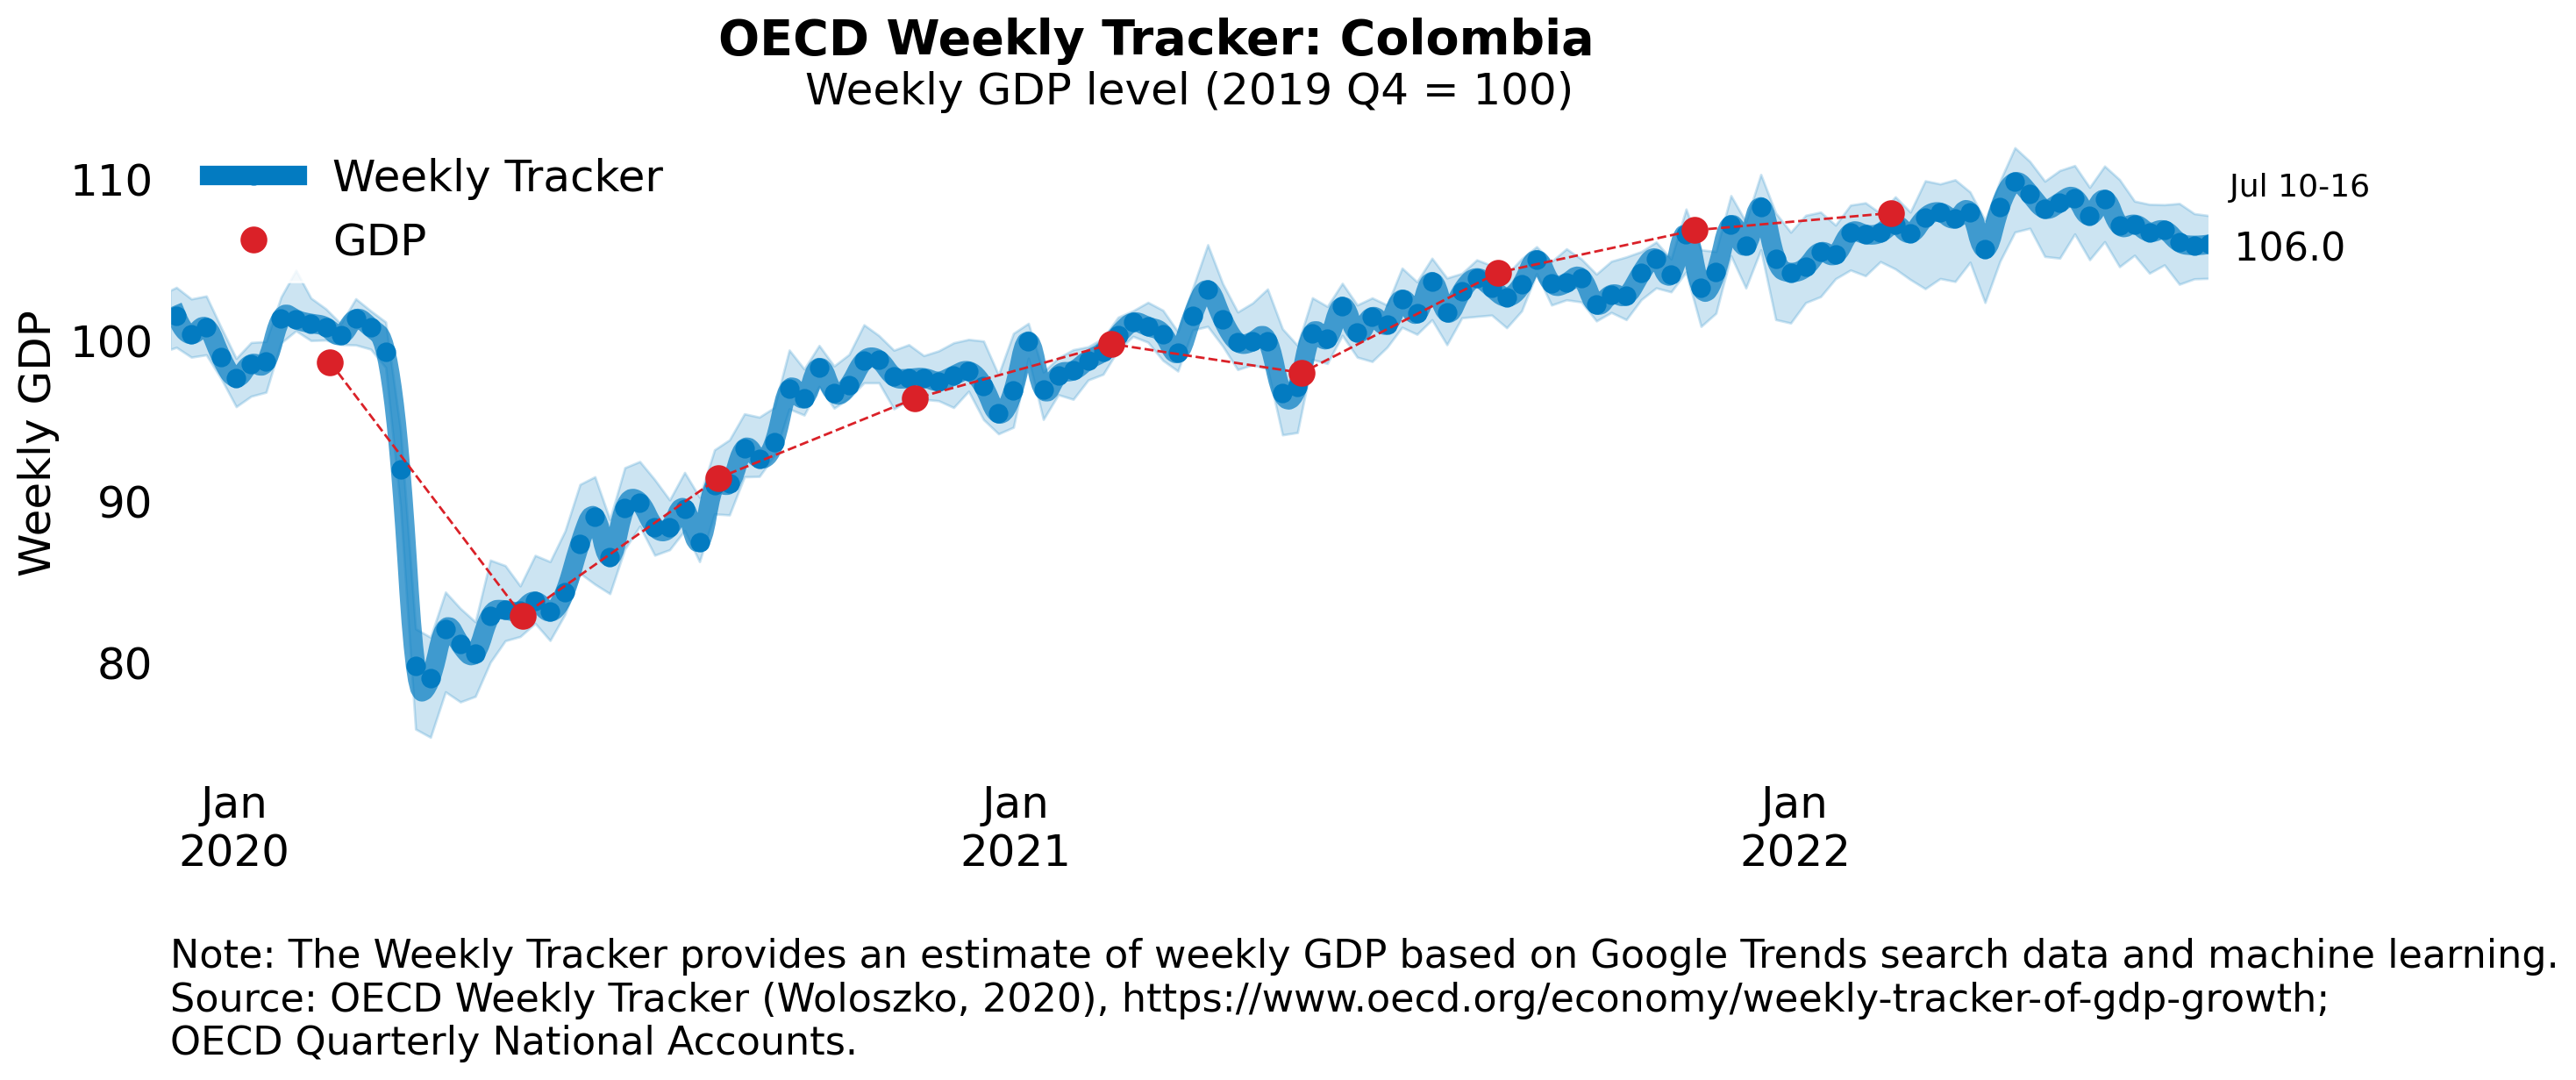 OECD Weekly Tracker: Colombia
Weekly GDP level (2019 Q4 = 100)
Weekly Tracker
GDP
Weekly GDP
110
100
90
80
Jul 10-16
106.0
Jan
2020
Jan
2021
Jan
2022
Note: The Weekly Tracker provides an estimate of weekly GDP based on Google Trends search data and machine learning.
Source: OECD Weekly Tracker (Woloszko, 2020), https://www.oecd.org/economy/weekly-tracker-of-gdp-growth;
OECD Quarterly National Accounts.